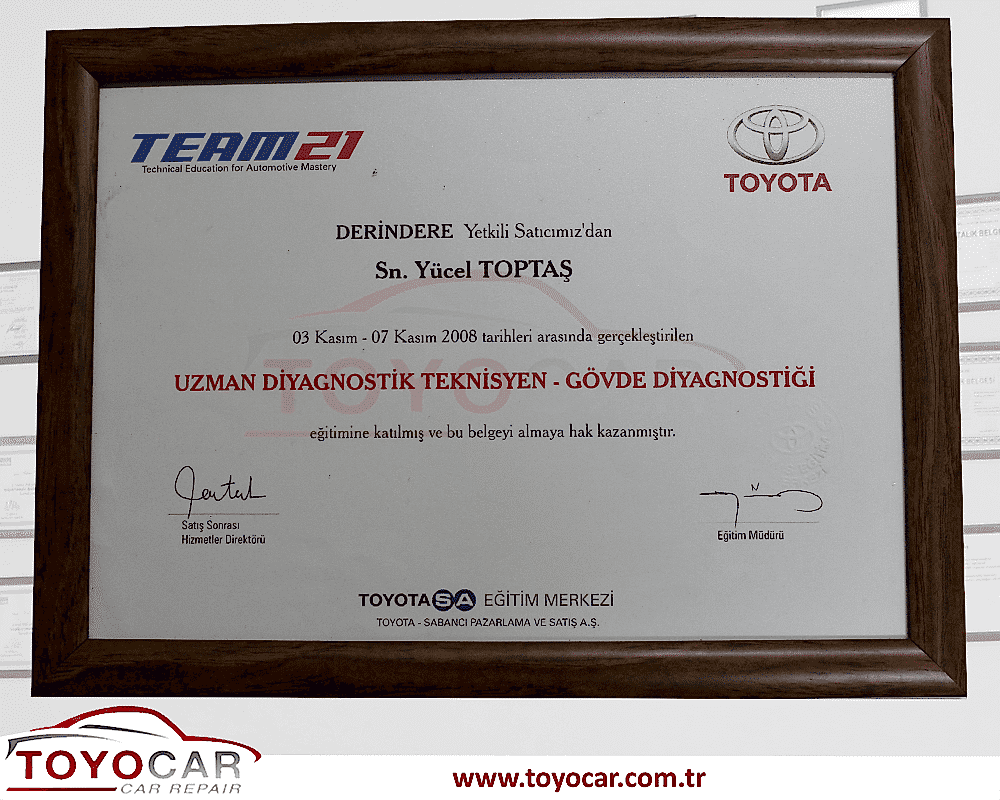 TEAM21
Technical Education for Automotive Mastery
TOYOTA
DERİNDERE Yetkili Satıcımız'dan
Sn. Yücel TOPTAŞ
03 Kasım - 07 Kasım 2008 tarihleri arasında gerçekleştirilen
UZMAN DİYAGNOSTİK TEKNİSYEN - GÖVDE DİYAGNOSTİĞİ
eğitimine katılmış ve bu belgeyi almaya hak kazanmıştır.
Satış Sonrası
Hizmetler Direktörü
Eğitim Müdürü
TOYOTASA EĞİTİM MERKEZİ
TOYOTA - SABANCI PAZARLAMA VE SATIŞ A.Ş.
TOYOCAR
CAR REPAIR
www.toyocar.com.tr